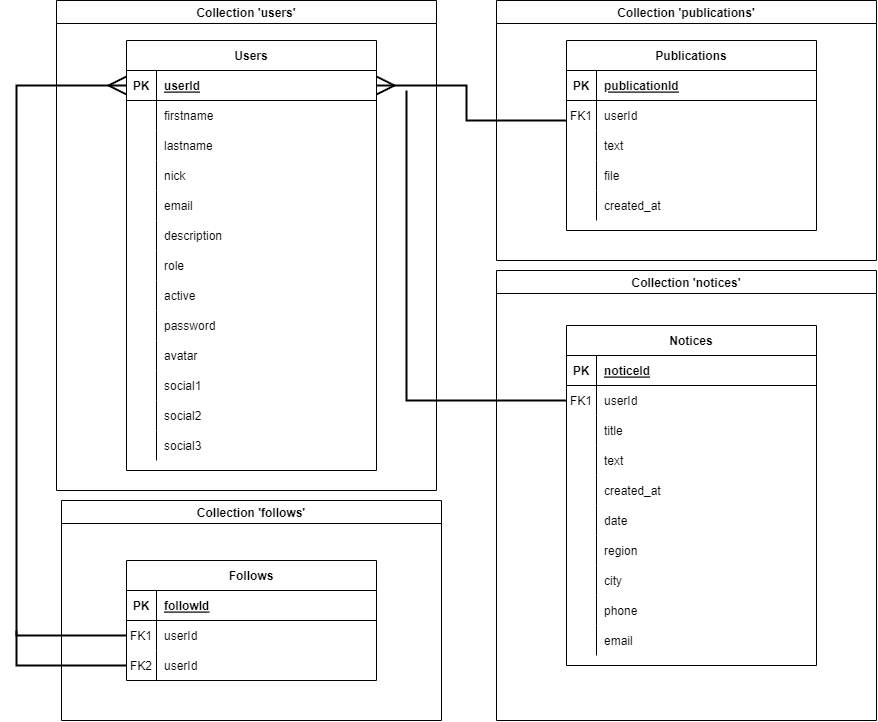 Collection 'users'
Users
PK userId
firstname
lastname
nick
email
description
role
active
password
avatar
social1
social2
social3
Collection 'publications'
Publications
PK publicationId
FK1 userId
text
file
created_at
Collection 'notices'
Notices
PK noticeId
FK1 userId
title
text
created_at
date
region
city
phone
email
Collection 'follows'
Follows
PK followId
FK1 userId
FK2 userId